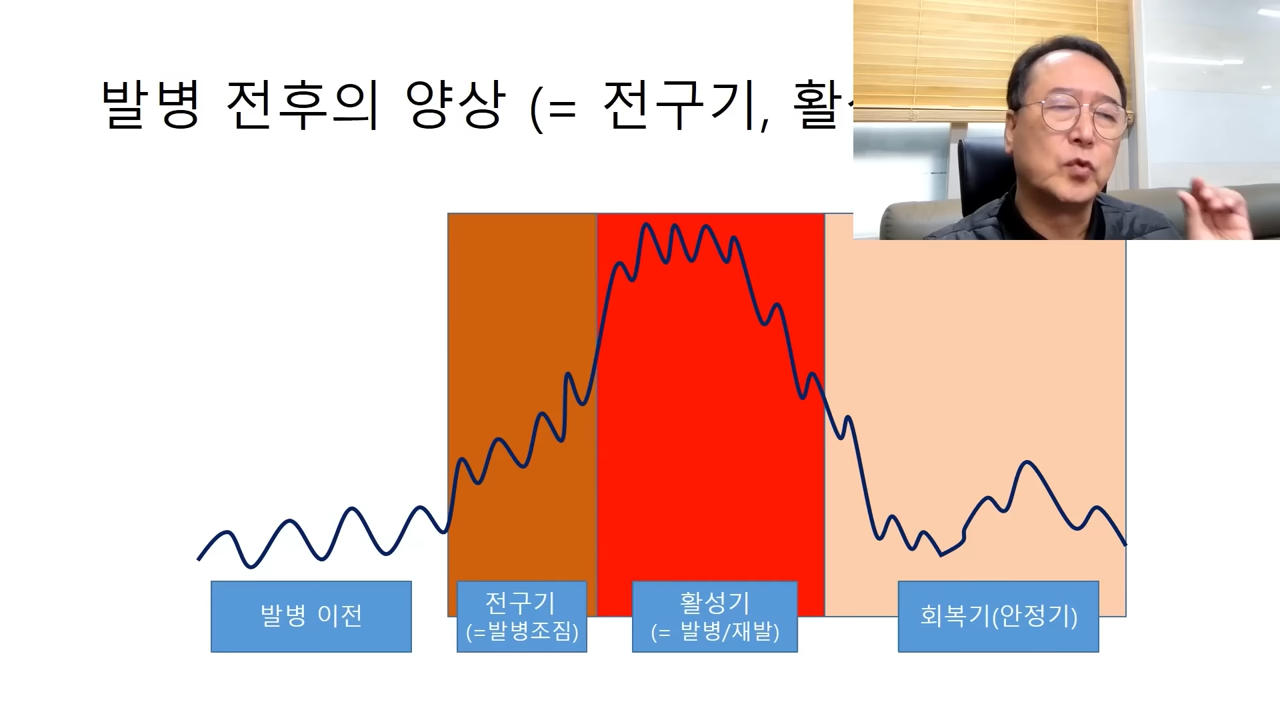 발병 전후의 양상 (= 전구기, 활
발병 이전
전구기
(=발병조짐)
활성기
(= 발병/재발)
회복기(안정기)